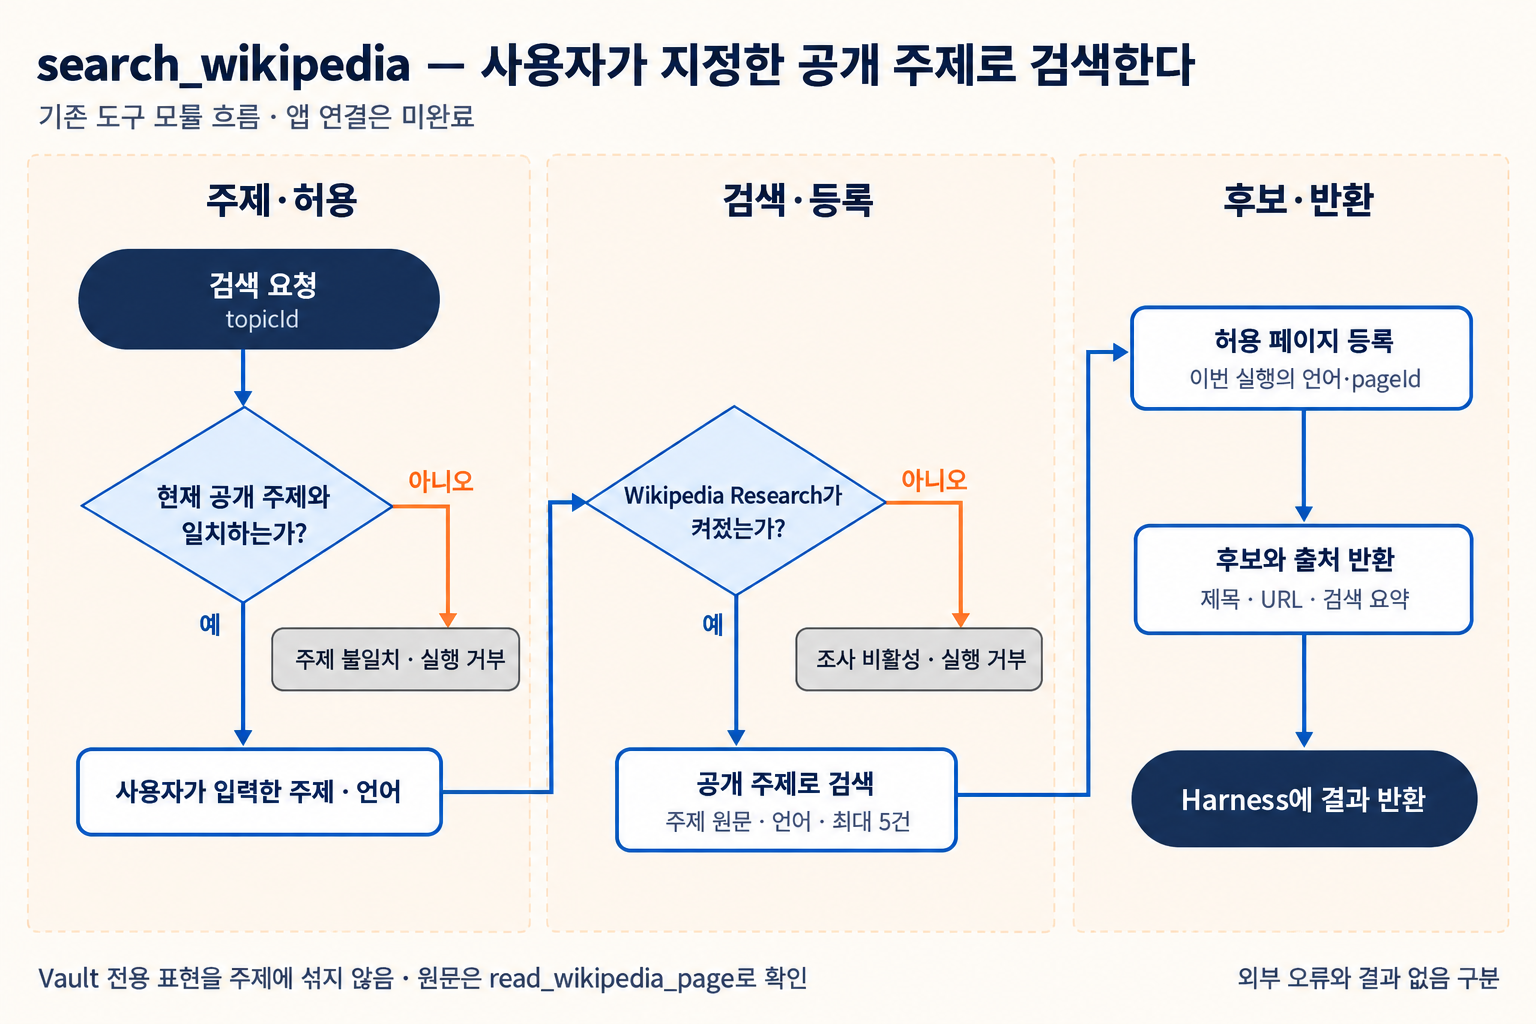 search_wikipedia — 사용자가 지정한 공개 주제로 검색한다
기존 도구 모듈 흐름 · 앱 연결은 미완료
주제·허용
검색 요청
topicId
현재 공개 주제와
일치하는가?
아니오
예
주제 불일치 · 실행 거부
사용자가 입력한 주제 · 언어
검색·등록
Wikipedia Research가
켜졌는가?
아니오
예
조사 비활성 · 실행 거부
공개 주제로 검색
주제 원문 · 언어 · 최대 5건
후보·반환
허용 페이지 등록
이번 실행의 언어·pageId
후보와 출처 반환
제목 · URL · 검색 요약
Harness에 결과 반환
Vault 전용 표현을 주제에 섞지 않음 · 원문은 read_wikipedia_page로 확인
외부 오류와 결과 없음 구분